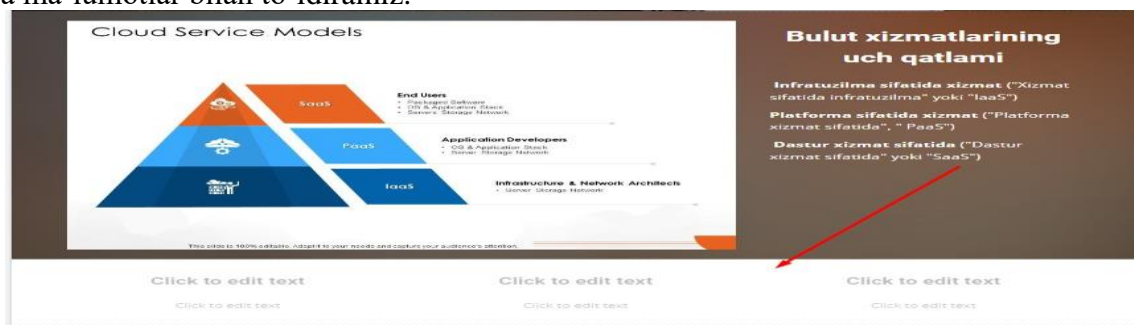 Cloud Service Models
SaaS
End Users
• Packaged Software
• OS & Application Stack
• Servers Storage Network
PaaS
Application Developers
• OS & Application Stack
• Server Storage Network
IaaS
Infrastructure & Network Architects
• Server Storage Network
This slide is 100% editable. Adapt it to your needs and capture your audience's attention.
Bulut xizmatlarining
uch qatlami
Infratuzilma sifatida xizmat ("Xizmat
sifatida infratuzilma" yoki "IaaS")
Platforma sifatida xizmat ("Platforma
xizmat sifatida", " PaaS")
Dastur xizmat sifatida ("Dastur
xizmat sifatida" yoki "SaaS")
Click to edit text
Click to edit text
Click to edit text
Click to edit text
Click to edit text
Click to edit text